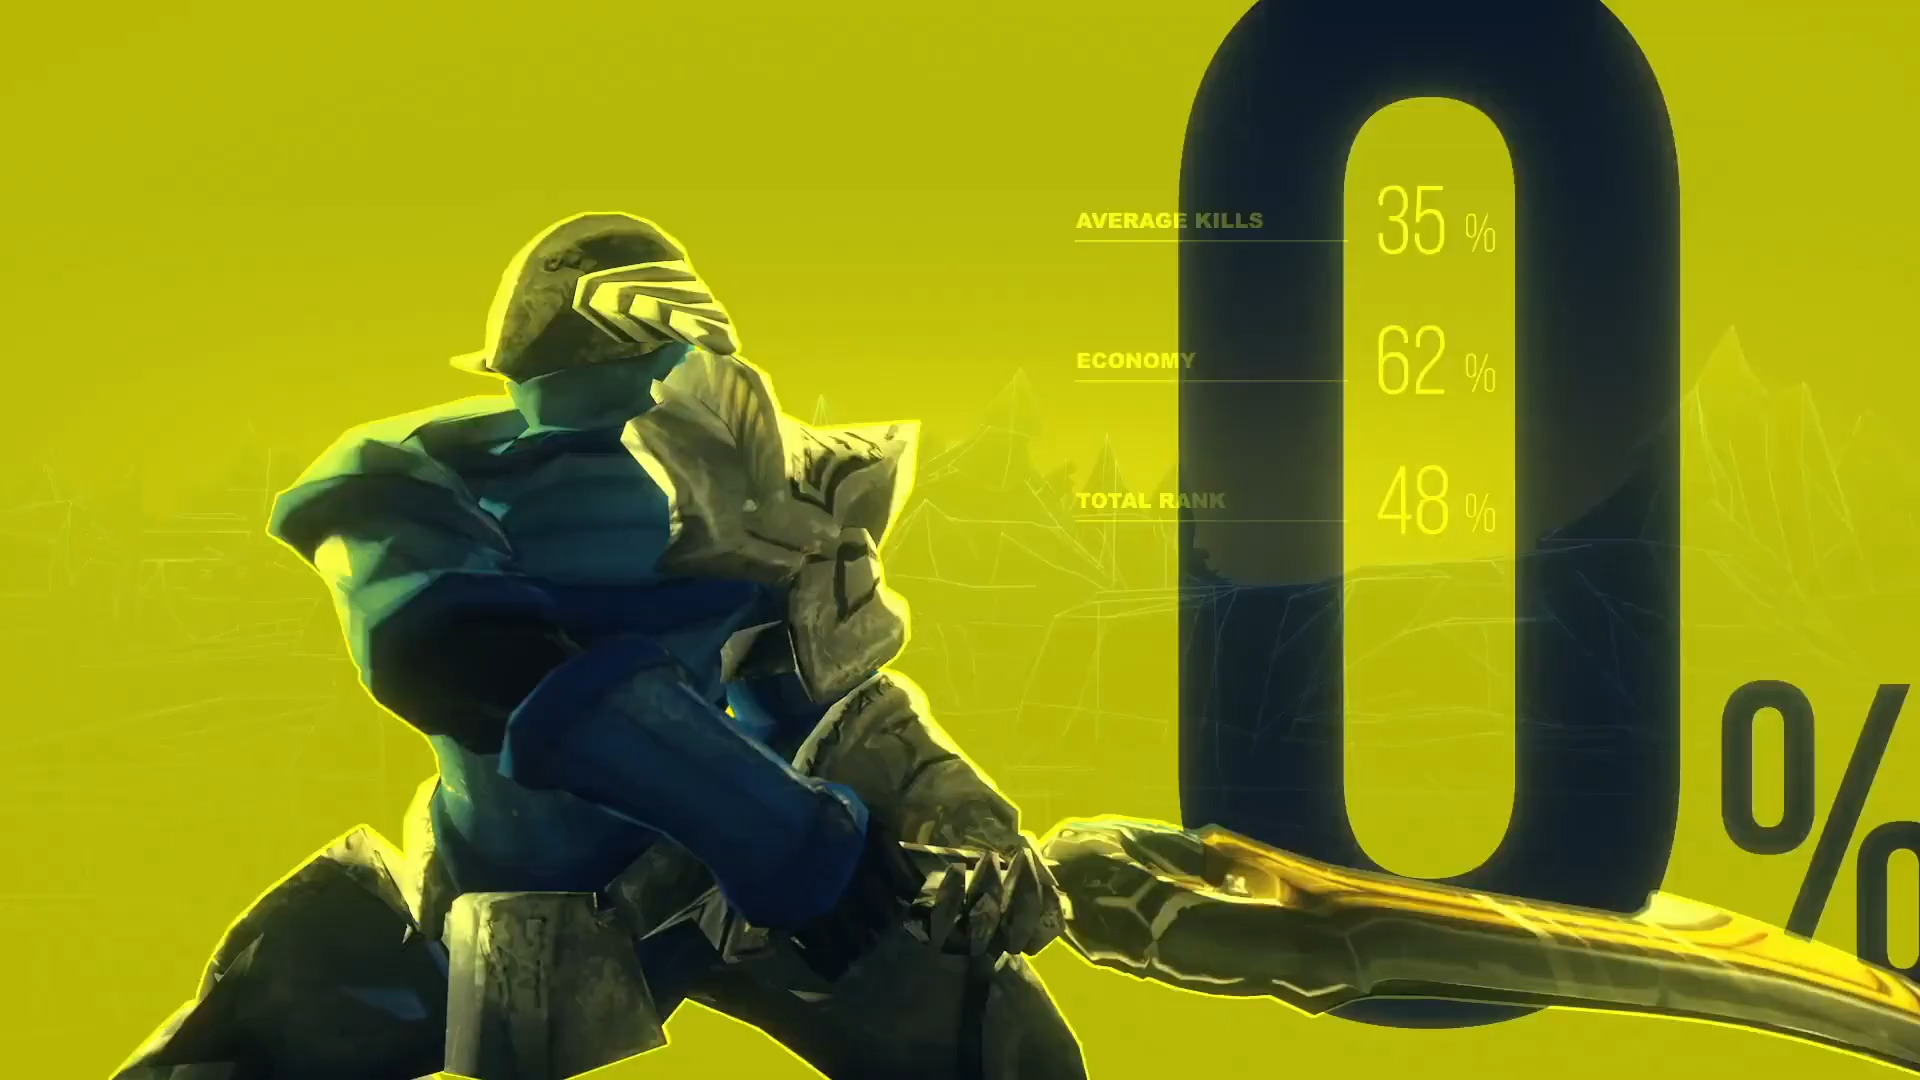 AVERAGE KILLS 35 %
ECONOMY 62 %
TOTAL RANK 48 %
0%